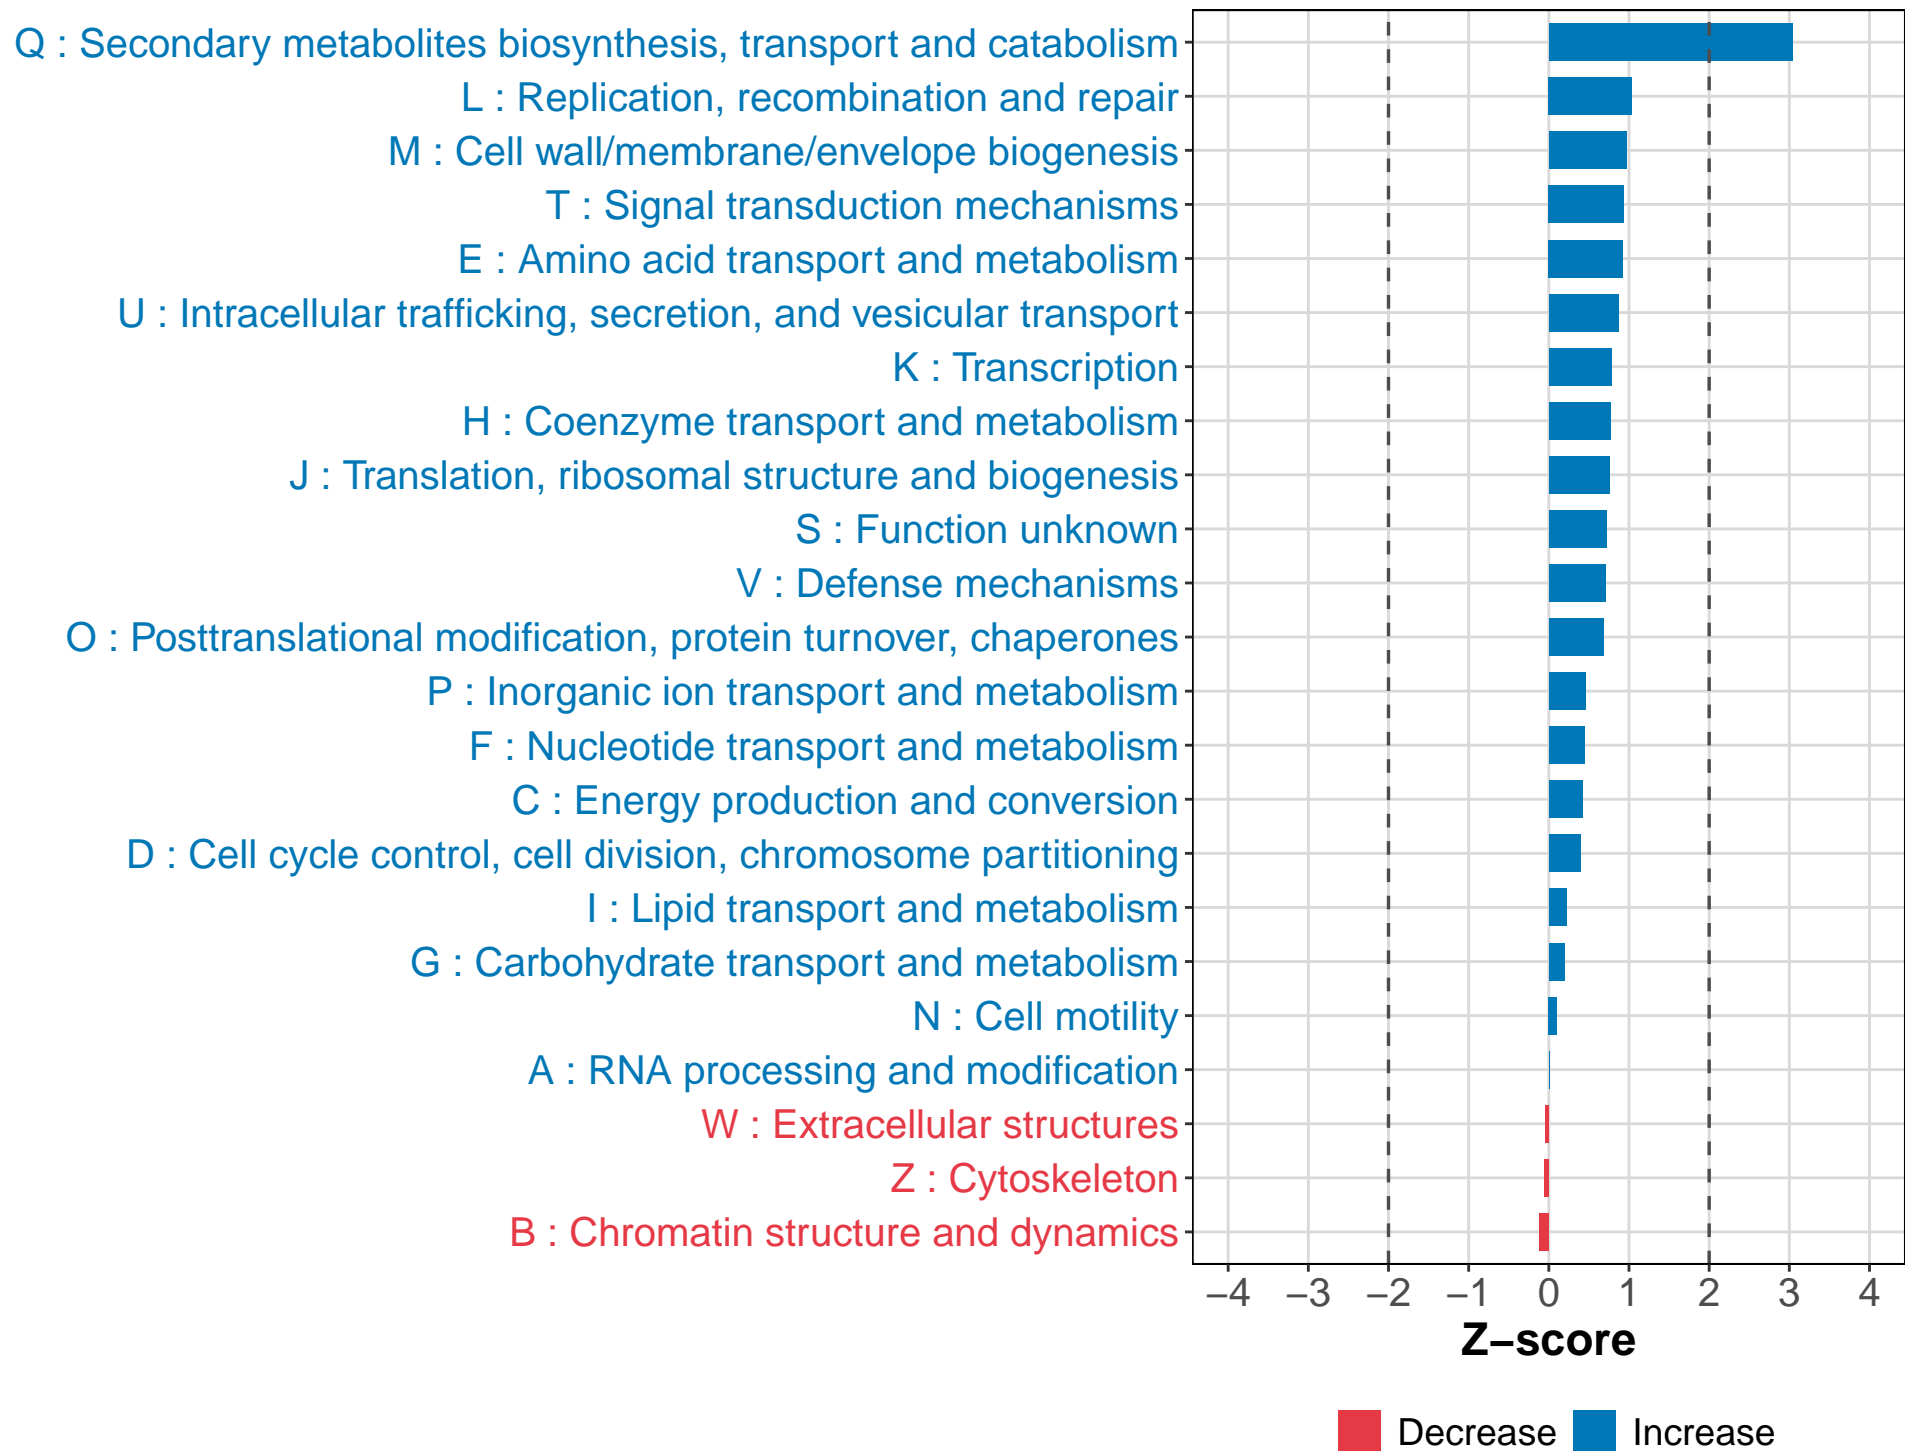 Q : Secondary metabolites biosynthesis, transport and catabolism
L : Replication, recombination and repair
M : Cell wall/membrane/envelope biogenesis
T : Signal transduction mechanisms
E : Amino acid transport and metabolism
U : Intracellular trafficking, secretion, and vesicular transport
K : Transcription
H : Coenzyme transport and metabolism
J : Translation, ribosomal structure and biogenesis
S : Function unknown
V : Defense mechanisms
O : Posttranslational modification, protein turnover, chaperones
P : Inorganic ion transport and metabolism
F : Nucleotide transport and metabolism
C : Energy production and conversion
D : Cell cycle control, cell division, chromosome partitioning
I : Lipid transport and metabolism
G : Carbohydrate transport and metabolism
N : Cell motility
A : RNA processing and modification
W : Extracellular structures
Z : Cytoskeleton
B : Chromatin structure and dynamics
−4 −3 −2 −1 0 1 2 3 4
Z−score
Decrease Increase